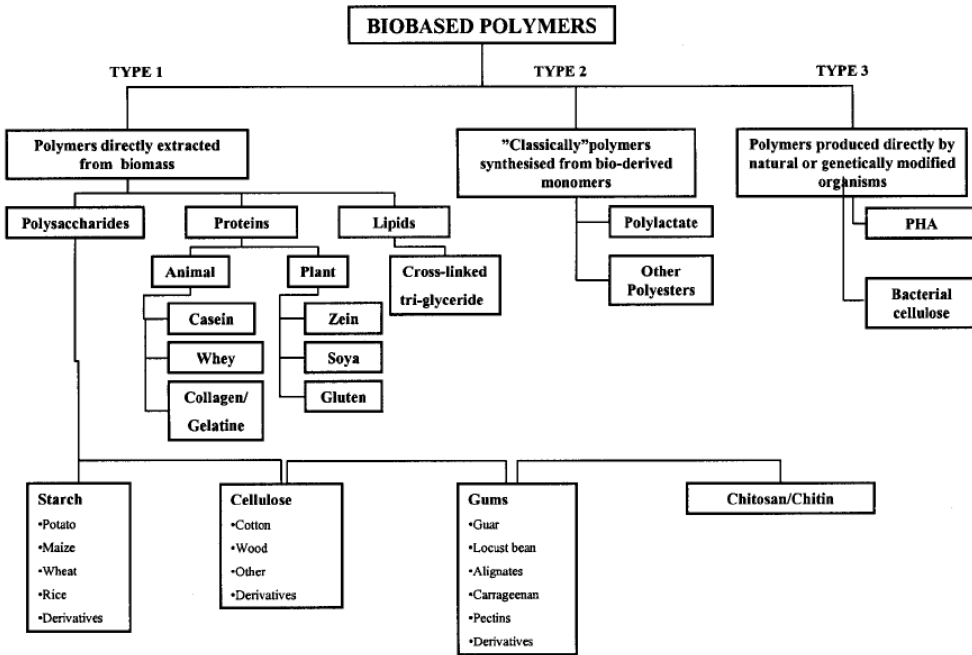 BIOBASED POLYMERS
TYPE 1
TYPE 2
TYPE 3
Polymers directly extracted
from biomass
"Classically"polymers
synthesised from bio-derived
monomers
Polymers produced directly by
natural or genetically modified
organisms
Polysaccharides
Proteins
Lipids
Polylactate
PHA
Animal
Plant
Cross-linked
tri-glyceride
Other
Polyesters
Bacterial
cellulose
Casein
Zein
Whey
Soya
Collagen/
Gelatine
Gluten
Starch
•Potato
•Maize
•Wheat
•Rice
•Derivatives
Cellulose
•Cotton
•Wood
•Other
•Derivatives
Gums
•Guar
•Locust bean
•Alignates
•Carrageenan
•Pectins
•Derivatives
Chitosan/Chitin